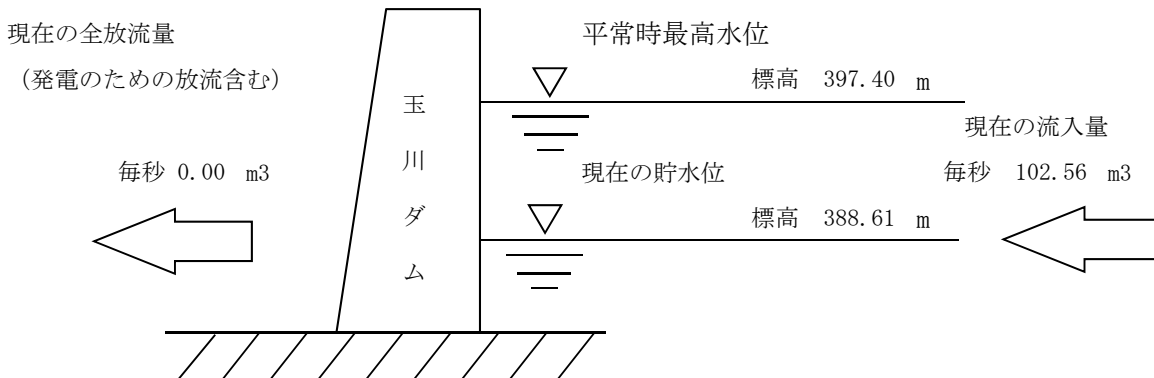 現在の全放流量
（発電のための放流含む）
毎秒 0.00 m3
玉川ダム
平常時最高水位
標高 397.40 m
現在の貯水位
標高 388.61 m
現在の流入量
毎秒 102.56 m3